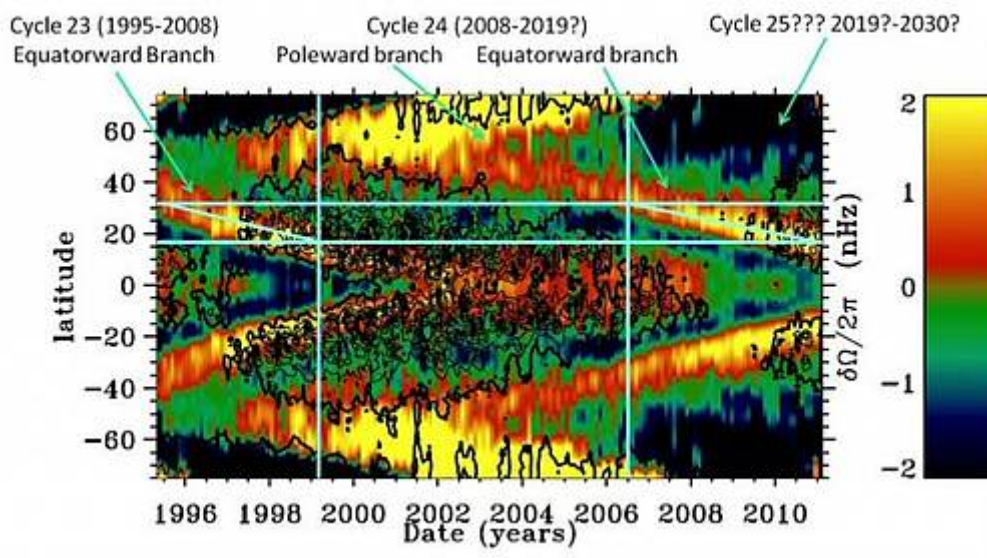 Cycle 23 (1995-2008)
Equatorward Branch
Cycle 24 (2008-2019?)
Poleward branch
Equatorward branch
Cycle 25??? 2019?-2030?
60
40
20
0
−20
−40
−60
latitude
1996
1998
2000
2002
2004
2006
2008
2010
Date (years)
δΩ/2π (nHz)
2
1
0
−1
−2